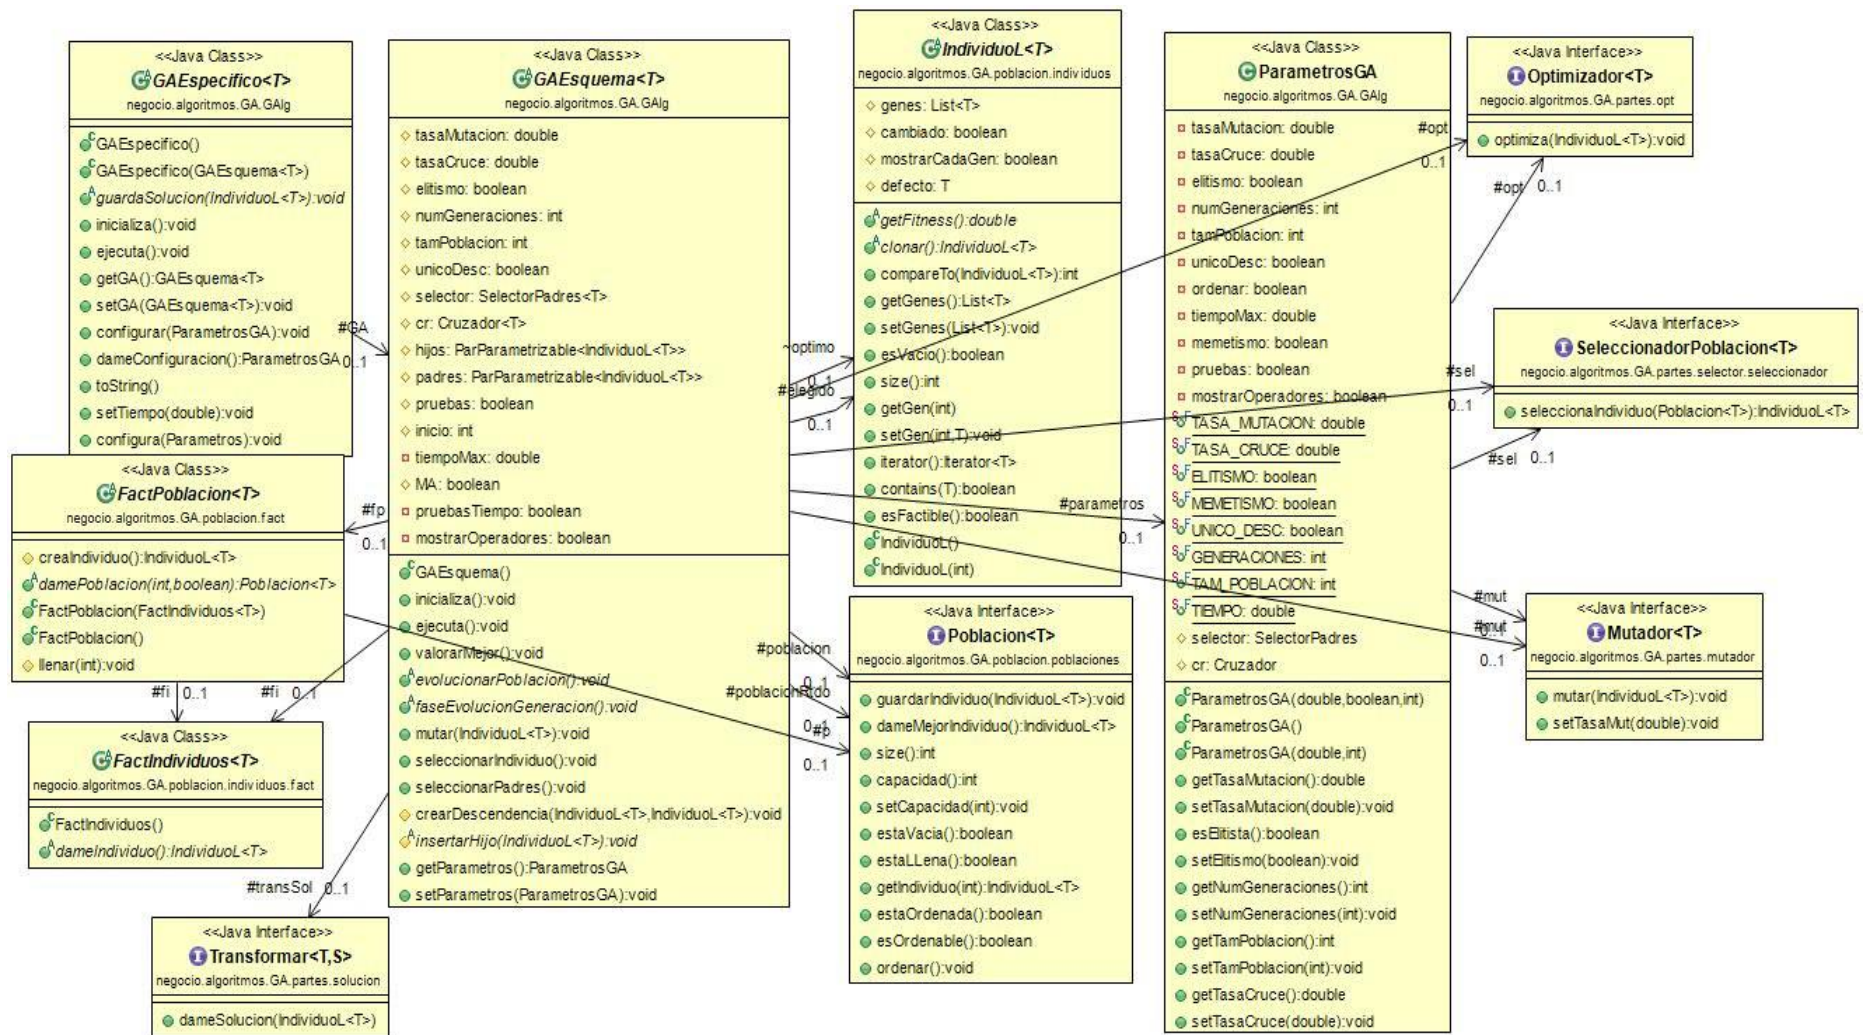 <<Java Class>>
GAEspecifico<T>
negocio.algoritmos.GA.GAlg
GAEspecifico()
GAEspecifico(GAEsquema<T>)
guardaSolucion(IndividuoL<T>):void
inicializa():void
ejecuta():void
getGA():GAEsquema<T>
setGA(GAEsquema<T>):void
configurar(ParametrosGA):void
dameConfiguracion():ParametrosGA
toString()
setTiempo(double):void
configura(Parametros):void
#GA
0..1
<<Java Class>>
FactPoblacion<T>
negocio.algoritmos.GA.poblacion.fact
creaIndividuo():IndividuoL<T>
damePoblacion(int,boolean):Poblacion<T>
FactPoblacion(FactIndividuos<T>)
FactPoblacion()
llenar(int):void
#fp
0..1
#fi 0..1
#fi 0..1
<<Java Class>>
FactIndividuos<T>
negocio.algoritmos.GA.poblacion.individuos.fact
FactIndividuos()
dameIndividuo():IndividuoL<T>
#transSol 0..1
<<Java Interface>>
Transformar<T,S>
negocio.algoritmos.GA.partes.solucion
dameSolucion(IndividuoL<T>)
<<Java Class>>
GAEsquema<T>
negocio.algoritmos.GA.GAlg
tasaMutacion: double
tasaCruce: double
elitismo: boolean
numGeneraciones: int
tamPoblacion: int
unicoDesc: boolean
selector: SelectorPadres<T>
cr: Cruzador<T>
hijos: ParParametrizable<IndividuoL<T>>
padres: ParParametrizable<IndividuoL<T>>
pruebas: boolean
inicio: int
tiempoMax: double
MA: boolean
pruebasTiempo: boolean
mostrarOperadores: boolean
GAEsquema()
inicializa():void
ejecuta():void
valorarMejor():void
evolucionarPoblacion():void
faseEvolucionGeneracion():void
mutar(IndividuoL<T>):void
seleccionarIndividuo():void
seleccionarPadres():void
crearDescendencia(IndividuoL<T>,IndividuoL<T>):void
insertarHijo(IndividuoL<T>):void
getParametros():ParametrosGA
setParametros(ParametrosGA):void
~optimo
0..1
#elegido
0..1
#poblacion
0..1
#poblacionRtdo
0..1
#p
0..1
<<Java Class>>
IndividuoL<T>
negocio.algoritmos.GA.poblacion.individuos
genes: List<T>
cambiado: boolean
mostrarCadaGen: boolean
defecto: T
getFitness():double
clonar():IndividuoL<T>
compareTo(IndividuoL<T>):int
getGenes():List<T>
setGenes(List<T>):void
esVacio():boolean
size():int
getGen(int)
setGen(int,T):void
iterator():Iterator<T>
contains(T):boolean
esFactible():boolean
IndividuoL()
IndividuoL(int)
<<Java Interface>>
Poblacion<T>
negocio.algoritmos.GA.poblacion.poblaciones
guardarIndividuo(IndividuoL<T>):void
dameMejorIndividuo():IndividuoL<T>
size():int
capacidad():int
setCapacidad(int):void
estaVacia():boolean
estaLLena():boolean
getIndividuo(int):IndividuoL<T>
estaOrdenada():boolean
esOrdenable():boolean
ordenar():void
#parametros
0..1
<<Java Class>>
ParametrosGA
negocio.algoritmos.GA.GAlg
tasaMutacion: double
tasaCruce: double
elitismo: boolean
numGeneraciones: int
tamPoblacion: int
unicoDesc: boolean
ordenar: boolean
tiempoMax: double
memetismo: boolean
pruebas: boolean
mostrarOperadores: boolean
TASA_MUTACION: double
TASA_CRUCE: double
ELITISMO: boolean
MEMETISMO: boolean
UNICO_DESC: boolean
GENERACIONES: int
TAM_POBLACION: int
TIEMPO: double
selector: SelectorPadres
cr: Cruzador
ParametrosGA(double,boolean,int)
ParametrosGA()
ParametrosGA(double,int)
getTasaMutacion():double
setTasaMutacion(double):void
esElitista():boolean
setElitismo(boolean):void
getNumGeneraciones():int
setNumGeneraciones(int):void
getTamPoblacion():int
setTamPoblacion(int):void
getTasaCruce():double
setTasaCruce(double):void
#opt
0..1
<<Java Interface>>
Optimizador<T>
negocio.algoritmos.GA.partes.opt
optimiza(IndividuoL<T>):void
#opt 0..1
#sel
0..1
<<Java Interface>>
SeleccionadorPoblacion<T>
negocio.algoritmos.GA.partes.selector.seleccionador
seleccionaIndividuo(Poblacion<T>):IndividuoL<T>
#sel 0..1
#mut
0..1
#mut
0..1
<<Java Interface>>
Mutador<T>
negocio.algoritmos.GA.partes.mutador
mutar(IndividuoL<T>):void
setTasaMut(double):void